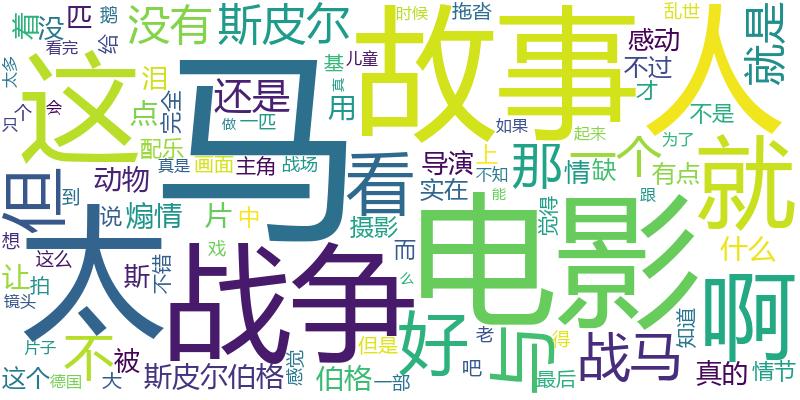 着 没 匹 鹅 没有 斯皮尔 故事 人 时候 拖沓 乱世 就是
太多 看完 给 感动 儿童 不过
这 马 泪 还是 基 真 才
只 个 会 点 完全 用 做 一匹 如果 不是
配乐 起来 为了
但 动物 真是 画面 主角 战场 看 导演 上 那 一个 情 缺 有点 就
到 说 煽情 片 中 实在 不知 能 觉得 跟
想 太 戏 摄影 而 电影 什么
这么 让 拍 斯 不错 战争 么 啊
镜头 好 与 知道
片子 不 被 感觉 但是 老 得 战马
这个 德国 大 斯皮尔伯格 伯格 一部 吧 最后 真的 情节